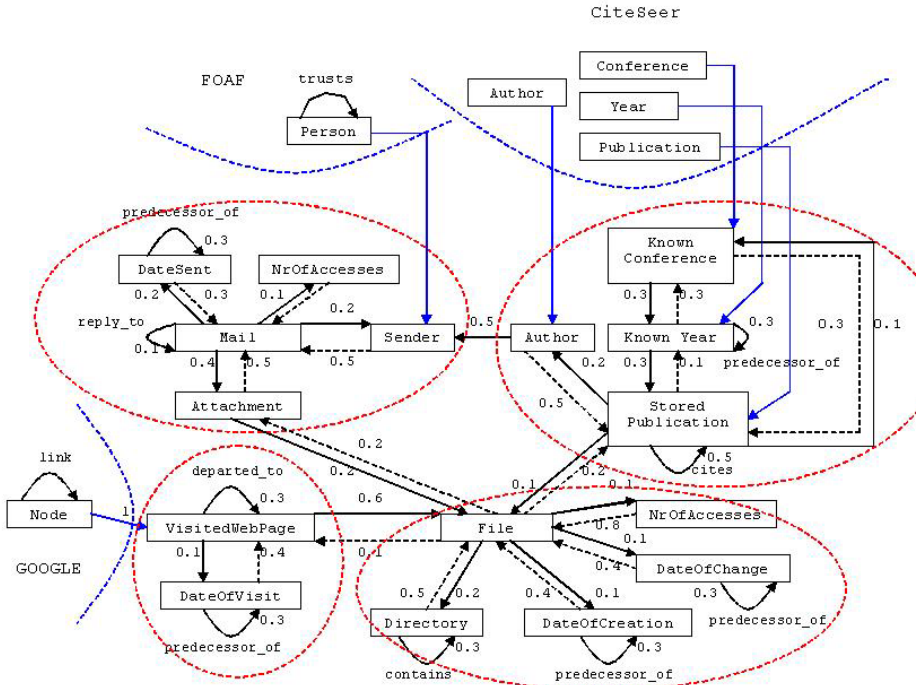 CiteSeer
FOAF
trusts
Person
Conference
Author
Year
Publication
predecessor_of
0.3
DateSent
NrOfAccesses
Known
Conference
0.2
0.3
0.1
0.2
0.3
0.3
reply_to
0.1
Mail
Sender
0.5
Author
Known Year
0.3
0.3
0.1
predecessor_of
0.4
0.5
0.5
0.2
0.3
0.1
Attachment
0.5
Stored
Publication
0.2
0.5
cites
link
departed_to
0.3
0.2
0.6
0.1
0.2
0.1
Node
1
VisitedWebPage
File
NrOfAccesses
GOOGLE
0.1
0.4
0.1
0.8
0.1
0.4
DateOfChange
DateOfVisit
0.3
predecessor_of
0.5
0.2
0.4
0.1
0.3
predecessor_of
Directory
0.3
contains
DateOfCreation
0.3
predecessor_of